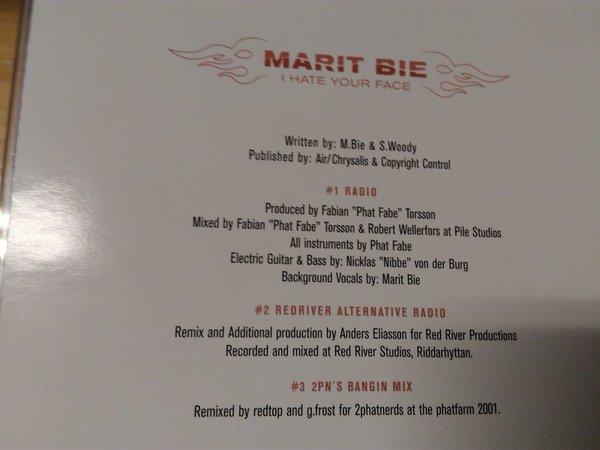 MARIT BIE
I HATE YOUR FACE
Written by: M.Bie & S.Woody
Published by: Air/Chrysalis & Copyright Control
#1 RADIO
Produced by Fabian "Phat Fabe" Torsson
Mixed by Fabian "Phat Fabe" Torsson & Robert Wellerfors at Pile Studios
All instruments by Phat Fabe
Electric Guitar & Bass by: Nicklas "Nibbe" von der Burg
Background Vocals by: Marit Bie
#2 REDRIVER ALTERNATIVE RADIO
Remix and Additional production by Anders Eliasson for Red River Productions
Recorded and mixed at Red River Studios, Riddarhyttan.
#3 2PN´S BANGIN MIX
Remixed by redtop and g.frost for 2phatnerds at the phatfarm 2001.